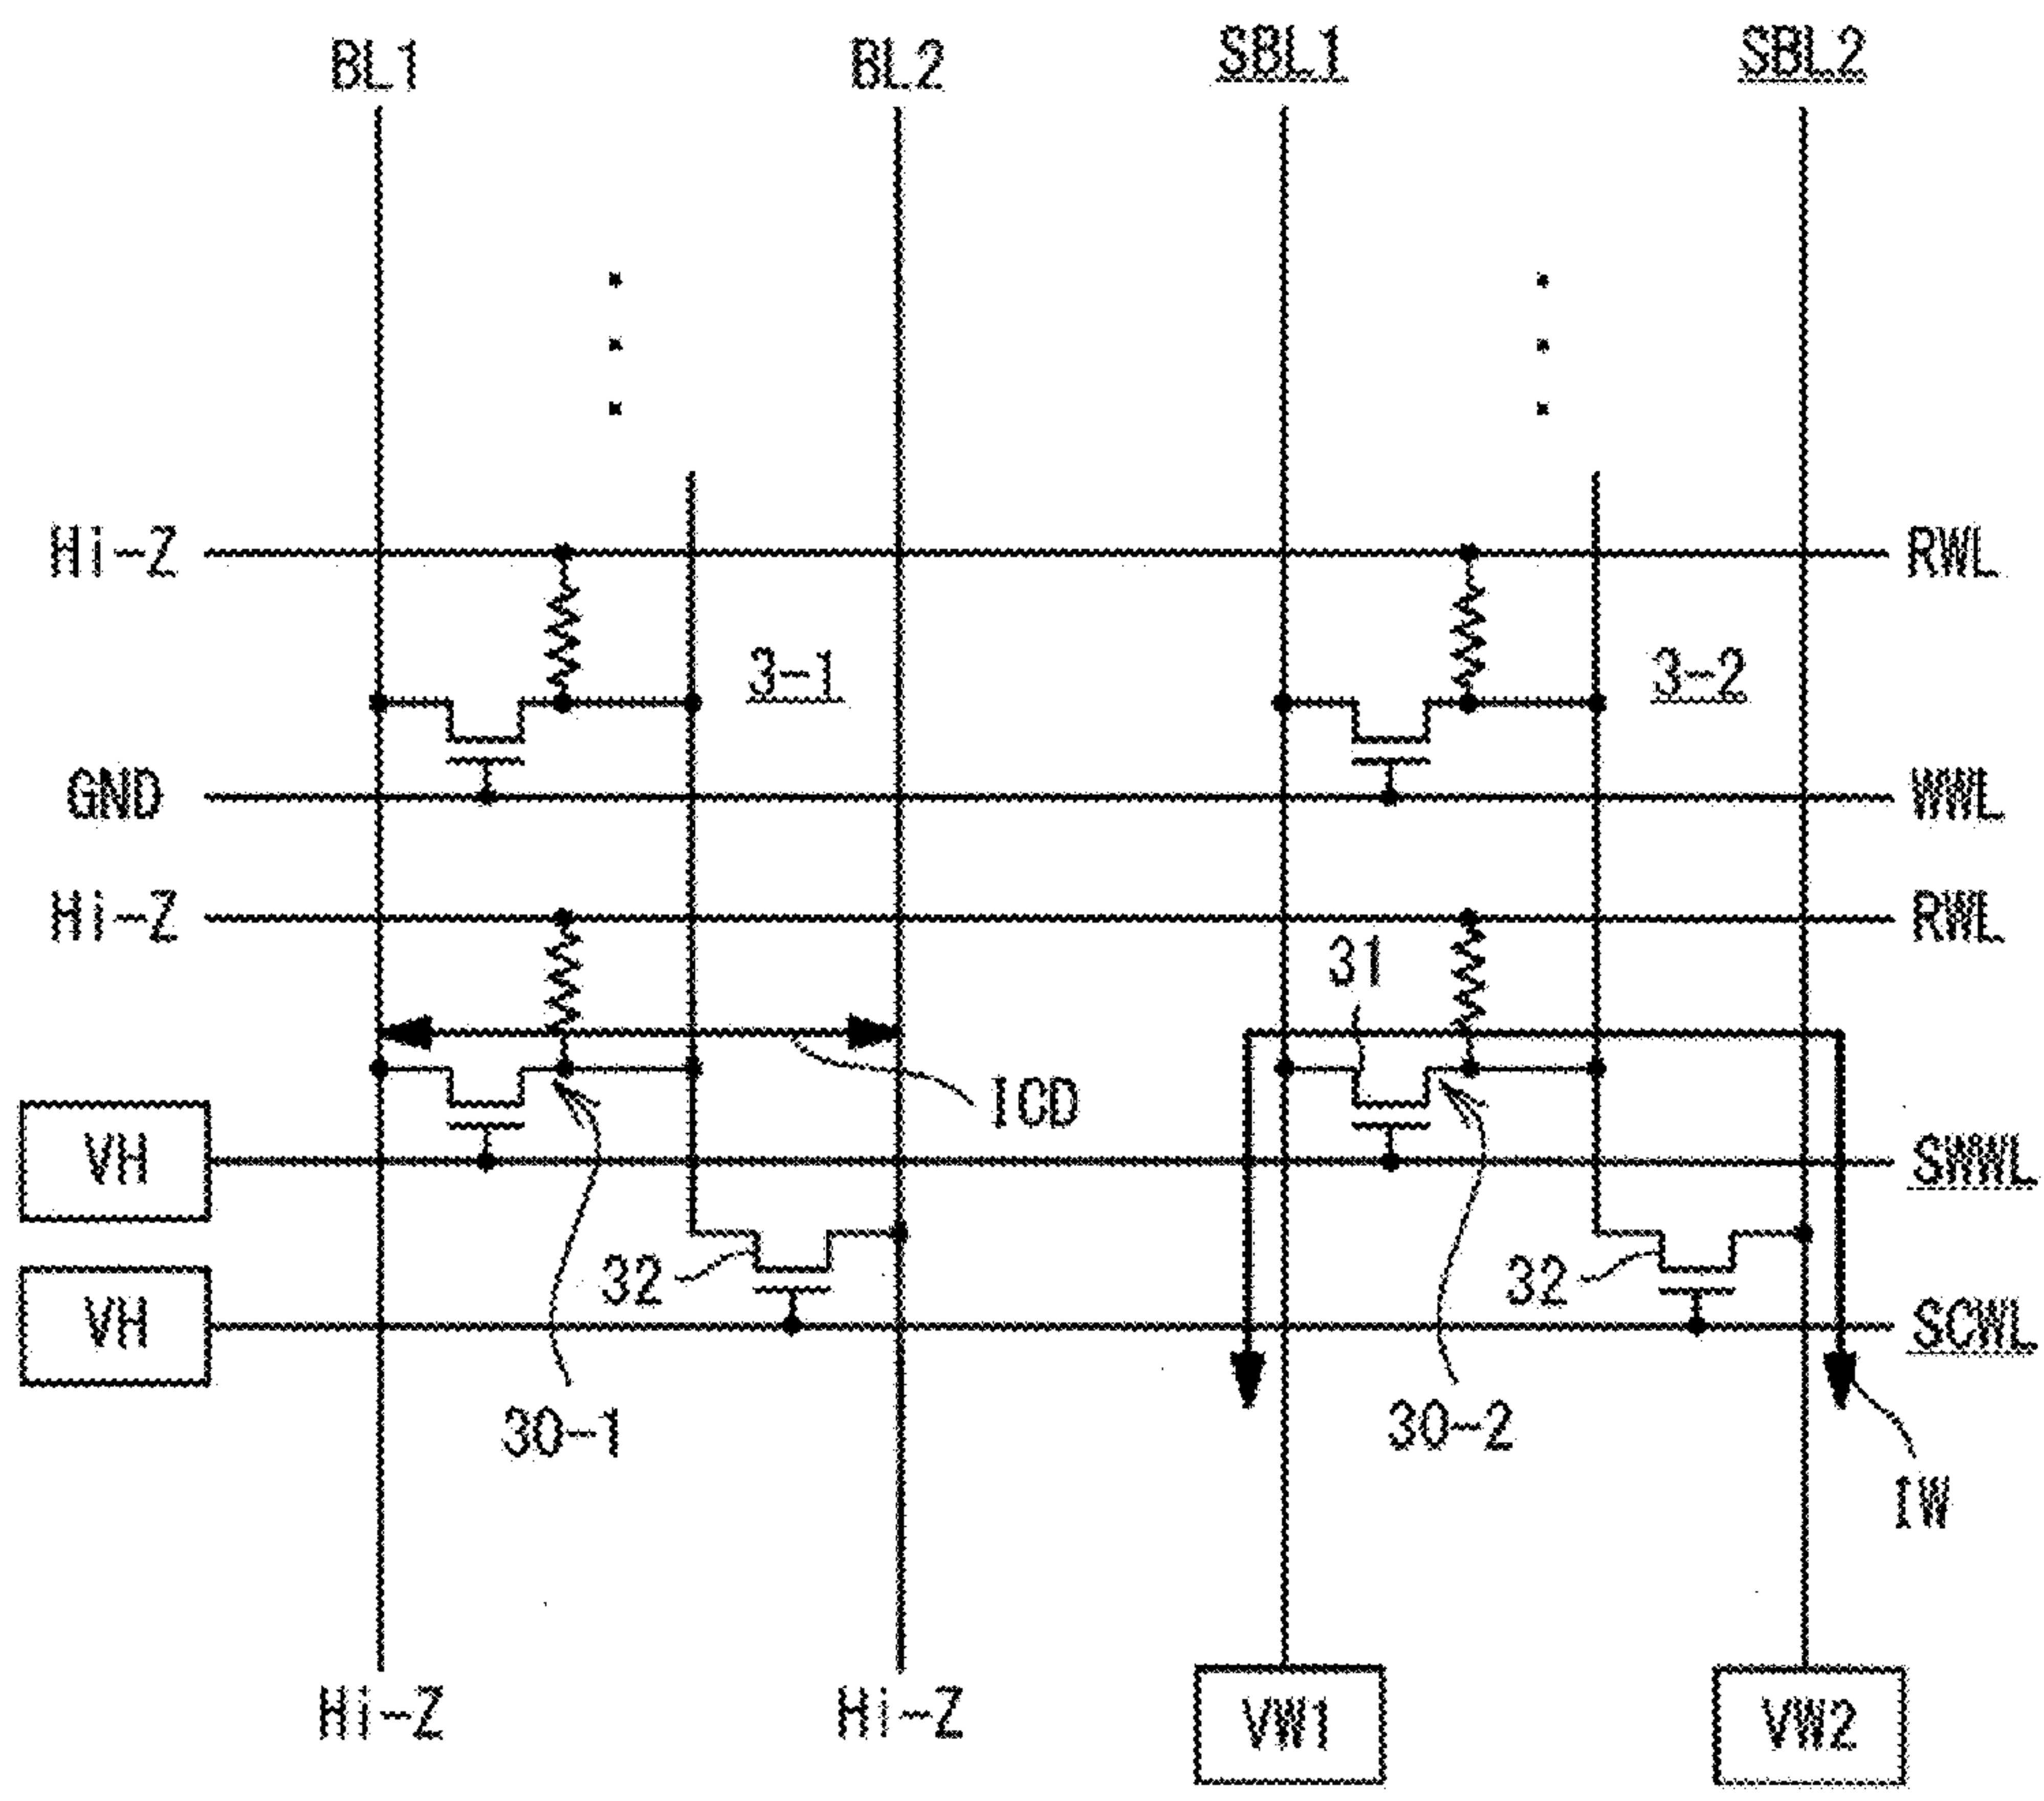 BL1 BL2 SBL1 SBL2
Hi-Z RWL
3-1 3-2
GND WWL
Hi-Z RWL
31
ICD
VH SWWL
32 32
VH SCWL
30-1 30-2
IW
Hi-Z Hi-Z VW1 VW2